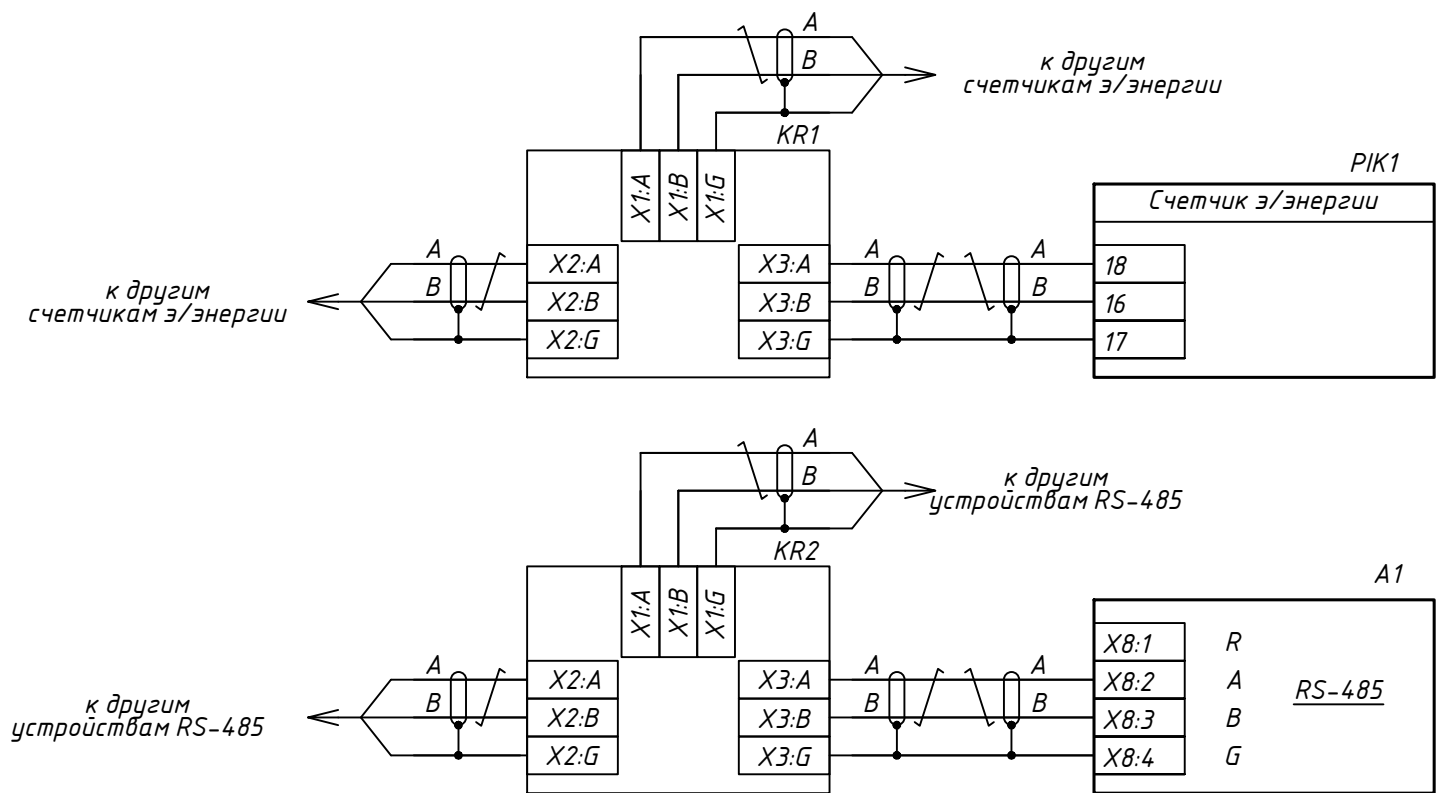 A
B
к другим
счетчикам э/энергии
KR1
X1:A
X1:B
X1:G
PIK1
Счетчик э/энергии
A
B
к другим
счетчикам э/энергии
X2:A
X2:B
X2:G
X3:A
X3:B
X3:G
A
B
A
B
18
16
17
A
B
к другим
устройствам RS-485
KR2
X1:A
X1:B
X1:G
A1
A
B
к другим
устройствам RS-485
X2:A
X2:B
X2:G
X3:A
X3:B
X3:G
A
B
A
B
X8:1 R
X8:2 A
X8:3 B
X8:4 G
RS-485